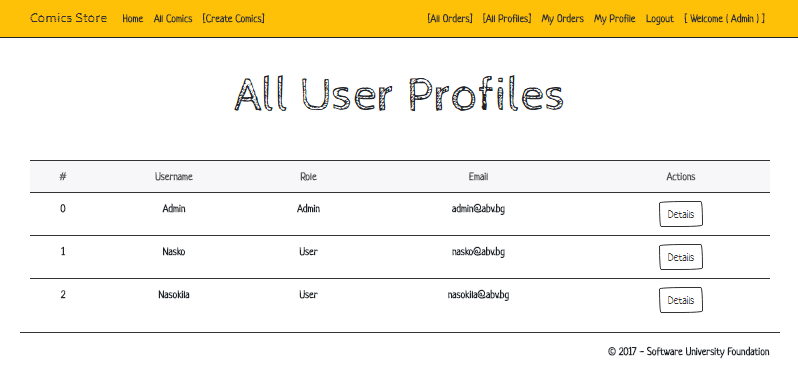 Comics Store Home All Comics [Create Comics] [All Orders] [All Profiles] My Orders My Profile Logout [ Welcome ( Admin ) ]
All User Profiles
# Username Role Email Actions
0 Admin Admin admin@abv.bg Details
1 Nasko User nasko@abv.bg Details
2 Nasokila User nasokila@abv.bg Details
© 2017 - Software University Foundation